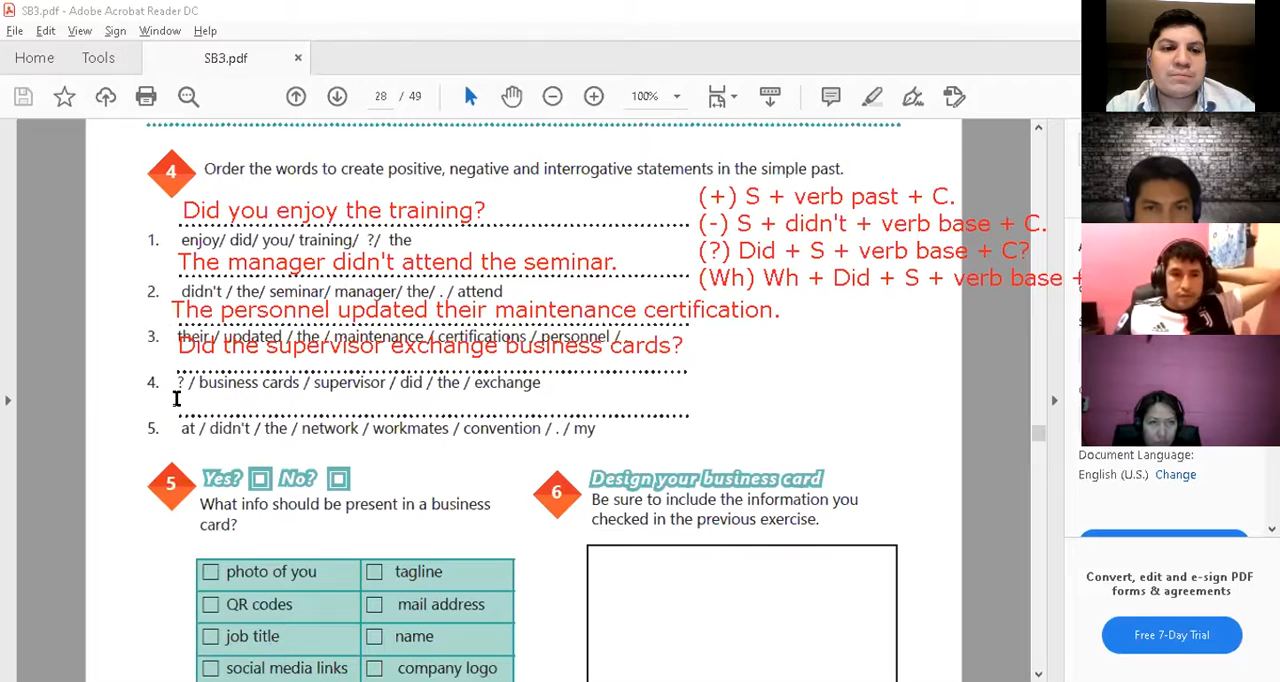 SB3.pdf - Adobe Acrobat Reader DC
File Edit View Sign Window Help
Home Tools SB3.pdf ×
28 / 49 100%
4 Order the words to create positive, negative and interrogative statements in the simple past.
(+) S + verb past + C.
Did you enjoy the training?
(-) S + didn't + verb base + C.
1. enjoy/ did/ you/ training/ ?/ the
(?) Did + S + verb base + C?
The manager didn't attend the seminar.
(Wh) Wh + Did + S + verb base +
2. didn't / the/ seminar/ manager/ the/ . / attend
The personnel updated their maintenance certification.
3. their / updated / the / maintenance / certifications / personnel / .
Did the supervisor exchange business cards?
4. ? / business cards / supervisor / did / the / exchange
5. at / didn't / the / network / workmates / convention / . / my
5 Yes? No?
What info should be present in a business
card?
6 Design your business card
Be sure to include the information you
checked in the previous exercise.
photo of you tagline
QR codes mail address
job title name
social media links company logo
Document Language:
English (U.S.) Change
Convert, edit and e-sign PDF
forms & agreements
Free 7-Day Trial